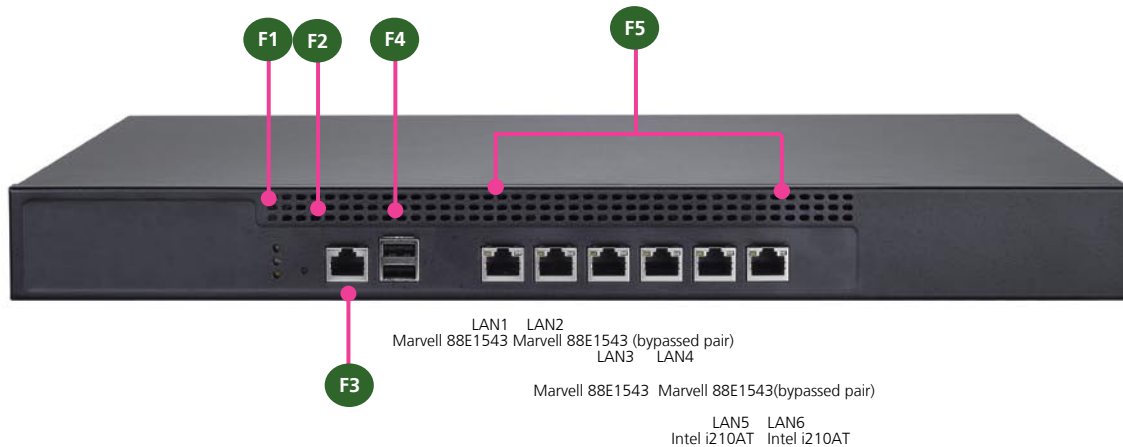 F1 F2 F4 F5
F3
LAN1 LAN2
Marvell 88E1543 Marvell 88E1543 (bypassed pair)
LAN3 LAN4
Marvell 88E1543 Marvell 88E1543(bypassed pair)
LAN5 LAN6
Intel i210AT Intel i210AT